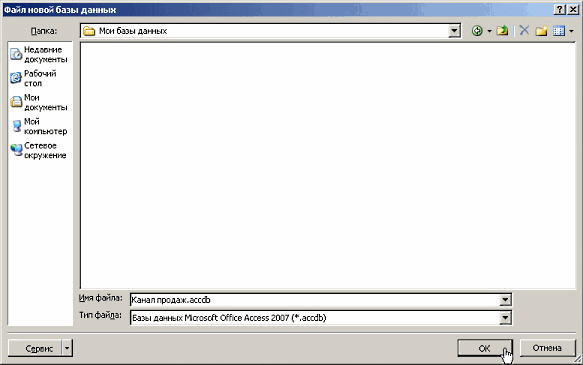 Файл новой базы данных
Папка:
Мои базы данных
Недавние
документы
Рабочий
стол
Мои
документы
Мой
компьютер
Сетевое
окружение
Имя файла:
Канал продаж.accdb
Тип файла:
Базы данных Microsoft Office Access 2007 (*.accdb)
Сервис
OK
Отмена